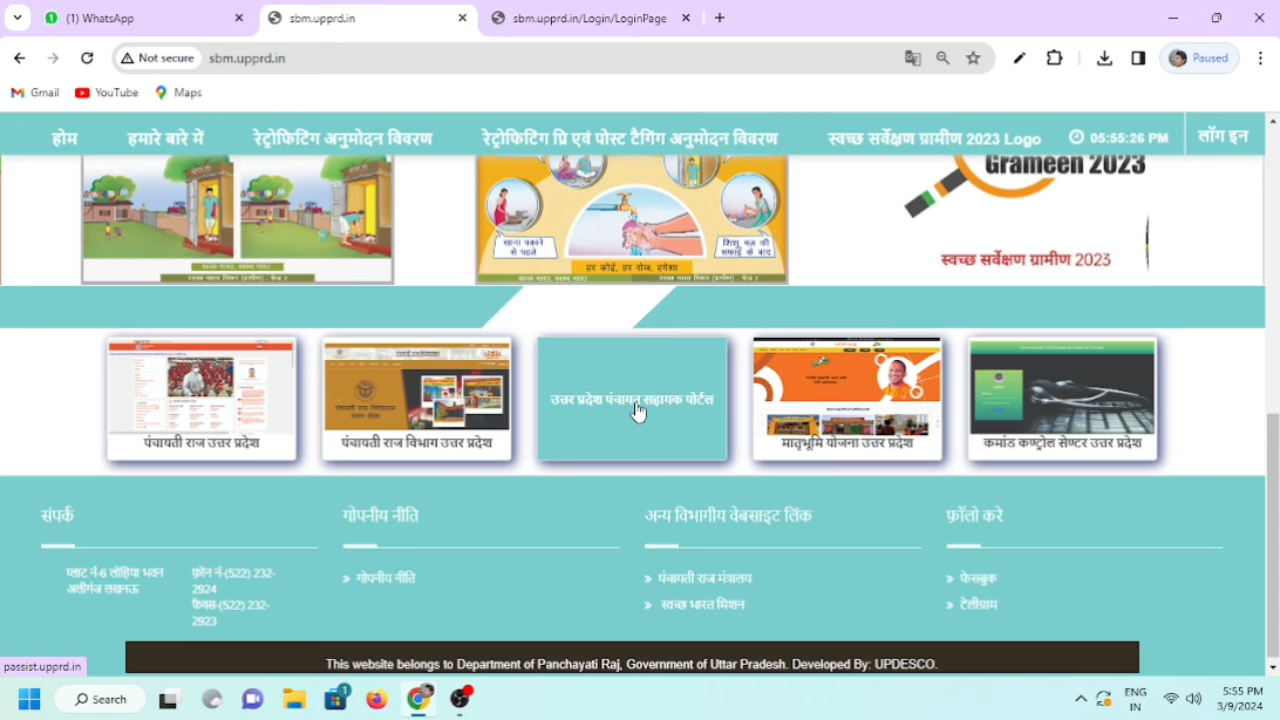 (1) WhatsApp
sbm.upprd.in
sbm.upprd.in/Login/LoginPage
Not secure
sbm.upprd.in
Paused
Gmail
YouTube
Maps
होम
हमारे बारे में
रेट्रोफिटिंग अनुमोदन विवरण
रेट्रोफिटिंग प्रि एवं पोस्ट टैगिंग अनुमोदन विवरण
स्वच्छ सर्वेक्षण ग्रामीण 2023 Logo
05:55:26 PM
लॉग इन
Grameen 2023
खाना पकाने
से पहले
शिशु मल की
सफाई के बाद
हर कोई, हर रोज, हमेशा
स्वच्छ सर्वेक्षण ग्रामीण 2023
पंचायती राज उत्तर प्रदेश
पंचायती राज विभाग उत्तर प्रदेश
उत्तर प्रदेश पंचायत सहायक पोर्टल
मातृभूमि योजना उत्तर प्रदेश
कमांड कण्ट्रोल सेण्टर उत्तर प्रदेश
संपर्क
प्लाट नं-6 लोहिया भवन
अलीगंज लखनऊ
फ़ोन नं-(522) 232-
2924
फैक्स-(522) 232-
2923
गोपनीय नीति
» गोपनीय नीति
अन्य विभागीय वेबसाइट लिंक
» पंचायती राज मंत्रालय
» स्वच्छ भारत मिशन
फ़ॉलो करे
» फेसबुक
» टेलीग्राम
passist.upprd.in
This website belongs to Department of Panchayati Raj, Government of Uttar Pradesh. Developed By: UPDESCO.
Search
1
ENG
IN
5:55 PM
3/9/2024